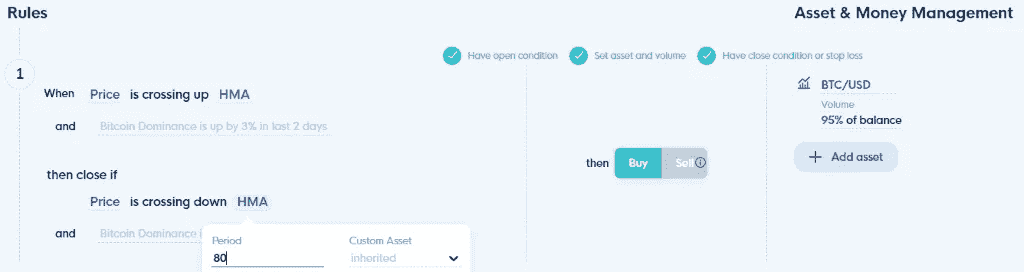 Rules
Asset & Money Management
Have open condition
Set asset and volume
Have close condition or stop loss
1
When Price is crossing up HMA
and Bitcoin Dominance is up by 3% in last 2 days
then close if
Price is crossing down HMA
and Bitcoin Dominance i
Period
Custom Asset
80
inherited
then Buy Sell
BTC/USD
Volume
95% of balance
+ Add asset